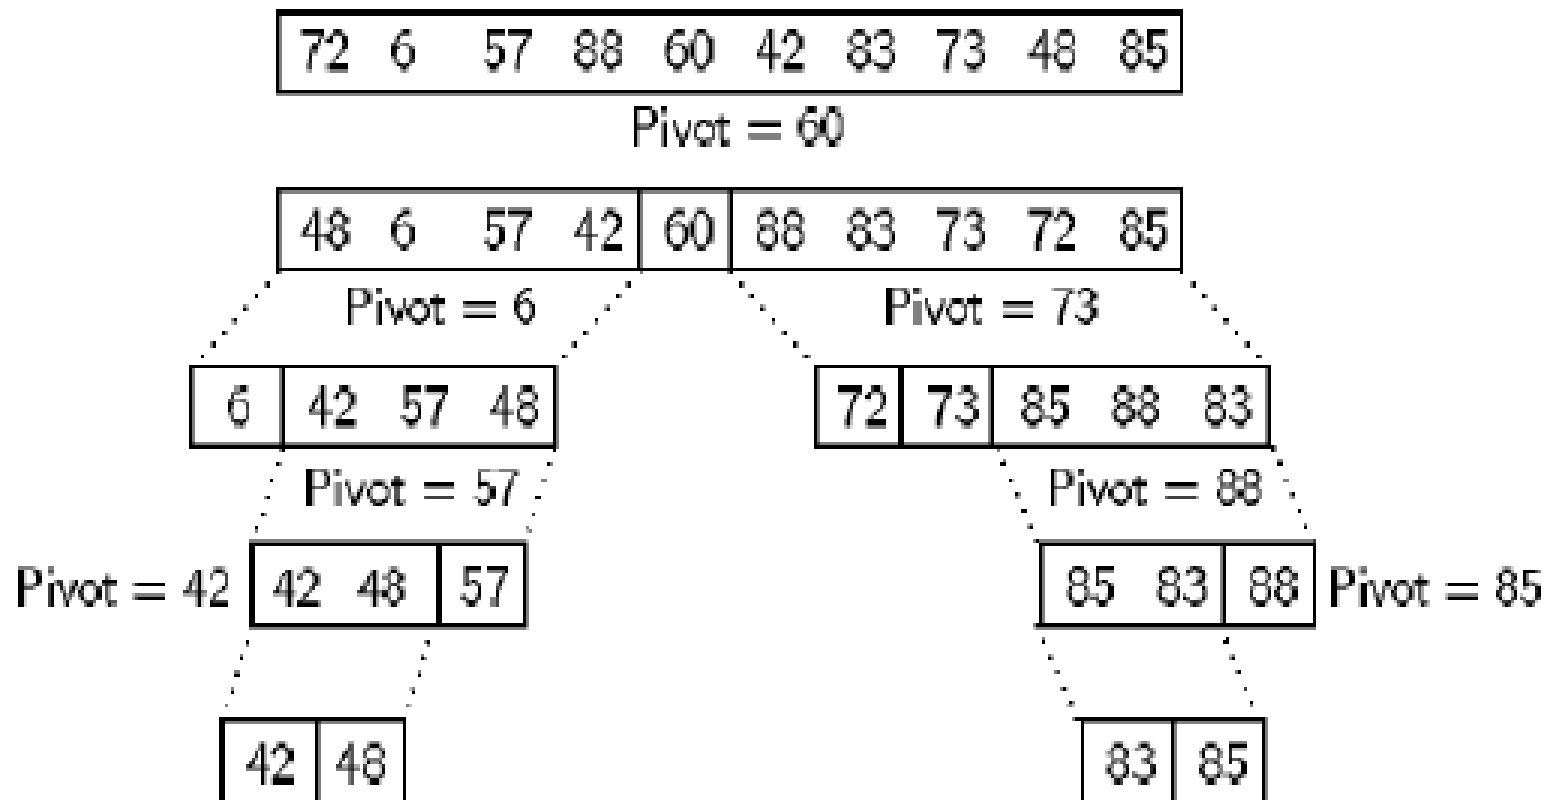 72 6 57 88 60 42 83 73 48 85
Pivot = 60
48 6 57 42 60 88 83 73 72 85
Pivot = 6 Pivot = 73
6 42 57 48 72 73 85 88 83
Pivot = 57 Pivot = 88
Pivot = 42 42 48 57 85 83 88 Pivot = 85
42 48 83 85